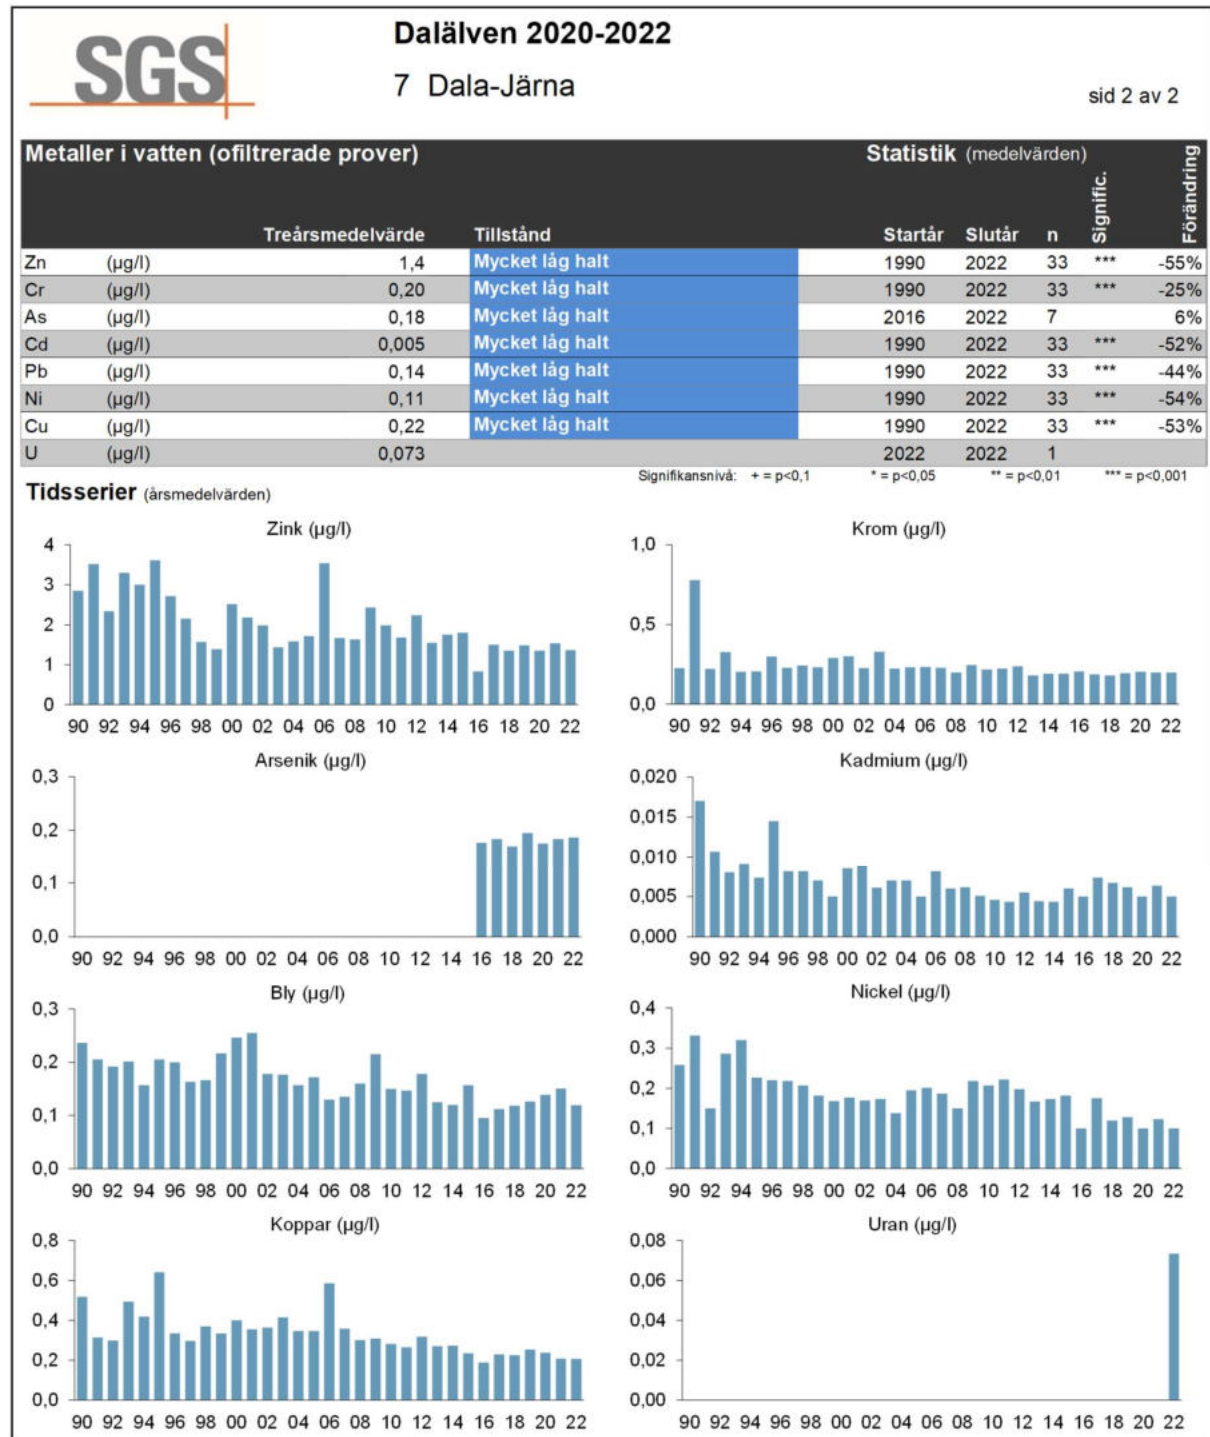 SGS
Dalälven 2020-2022
7 Dala-Järna
sid 2 av 2
Metaller i vatten (ofiltrerade prover) Statistik (medelvärden)
Treårsmedelvärde Tillstånd Startår Slutår n Signific. Förändring
Zn (µg/l) 1,4 Mycket låg halt 1990 2022 33 *** -55%
Cr (µg/l) 0,20 Mycket låg halt 1990 2022 33 *** -25%
As (µg/l) 0,18 Mycket låg halt 2016 2022 7 6%
Cd (µg/l) 0,005 Mycket låg halt 1990 2022 33 *** -52%
Pb (µg/l) 0,14 Mycket låg halt 1990 2022 33 *** -44%
Ni (µg/l) 0,11 Mycket låg halt 1990 2022 33 *** -54%
Cu (µg/l) 0,22 Mycket låg halt 1990 2022 33 *** -53%
U (µg/l) 0,073 2022 2022 1
Signifikansnivå: + = p<0,1 * = p<0,05 ** = p<0,01 *** = p<0,001
Tidsserier (årsmedelvärden)
Zink (µg/l)
4
3
2
1
0
90 92 94 96 98 00 02 04 06 08 10 12 14 16 18 20 22
Krom (µg/l)
1,0
0,5
0,0
90 92 94 96 98 00 02 04 06 08 10 12 14 16 18 20 22
Arsenik (µg/l)
0,3
0,2
0,1
0,0
90 92 94 96 98 00 02 04 06 08 10 12 14 16 18 20 22
Kadmium (µg/l)
0,020
0,015
0,010
0,005
0,000
90 92 94 96 98 00 02 04 06 08 10 12 14 16 18 20 22
Bly (µg/l)
0,3
0,2
0,1
0,0
90 92 94 96 98 00 02 04 06 08 10 12 14 16 18 20 22
Nickel (µg/l)
0,4
0,3
0,2
0,1
0,0
90 92 94 96 98 00 02 04 06 08 10 12 14 16 18 20 22
Koppar (µg/l)
0,8
0,6
0,4
0,2
0,0
90 92 94 96 98 00 02 04 06 08 10 12 14 16 18 20 22
Uran (µg/l)
0,08
0,06
0,04
0,02
0,00
90 92 94 96 98 00 02 04 06 08 10 12 14 16 18 20 22